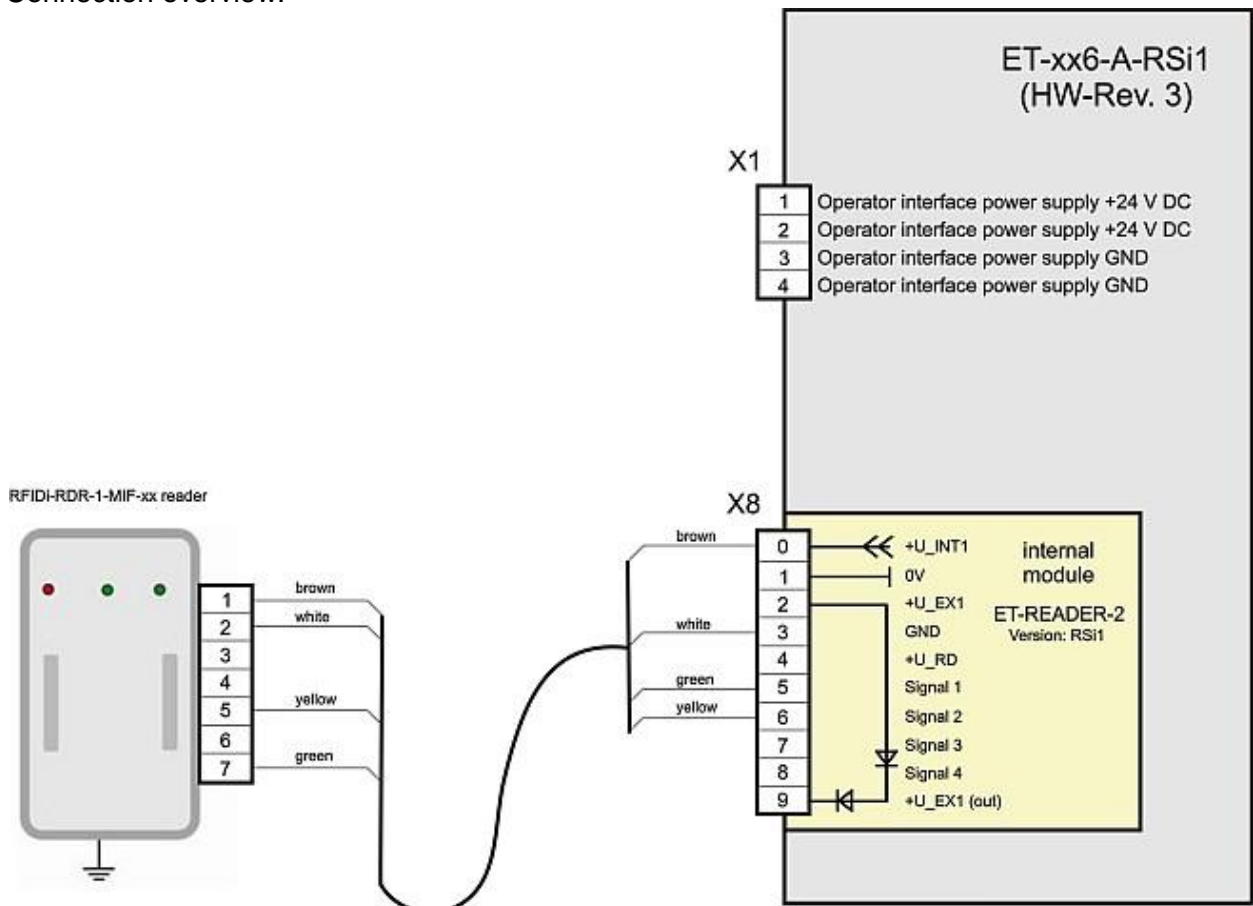 Connection overview:
ET-xx6-A-RSi1
(HW-Rev. 3)
X1
1 Operator interface power supply +24 V DC
2 Operator interface power supply +24 V DC
3 Operator interface power supply GND
4 Operator interface power supply GND
RFIDi-RDR-1-MIF-xx reader
1 brown
2 white
3
4
5 yellow
6
7 green
X8
brown 0 +U_INT1
1 0V
2 +U_EX1
white 3 GND
4 +U_RD
green 5 Signal 1
yellow 6 Signal 2
7 Signal 3
8 Signal 4
9 +U_EX1 (out)
internal
module
ET-READER-2
Version: RSi1